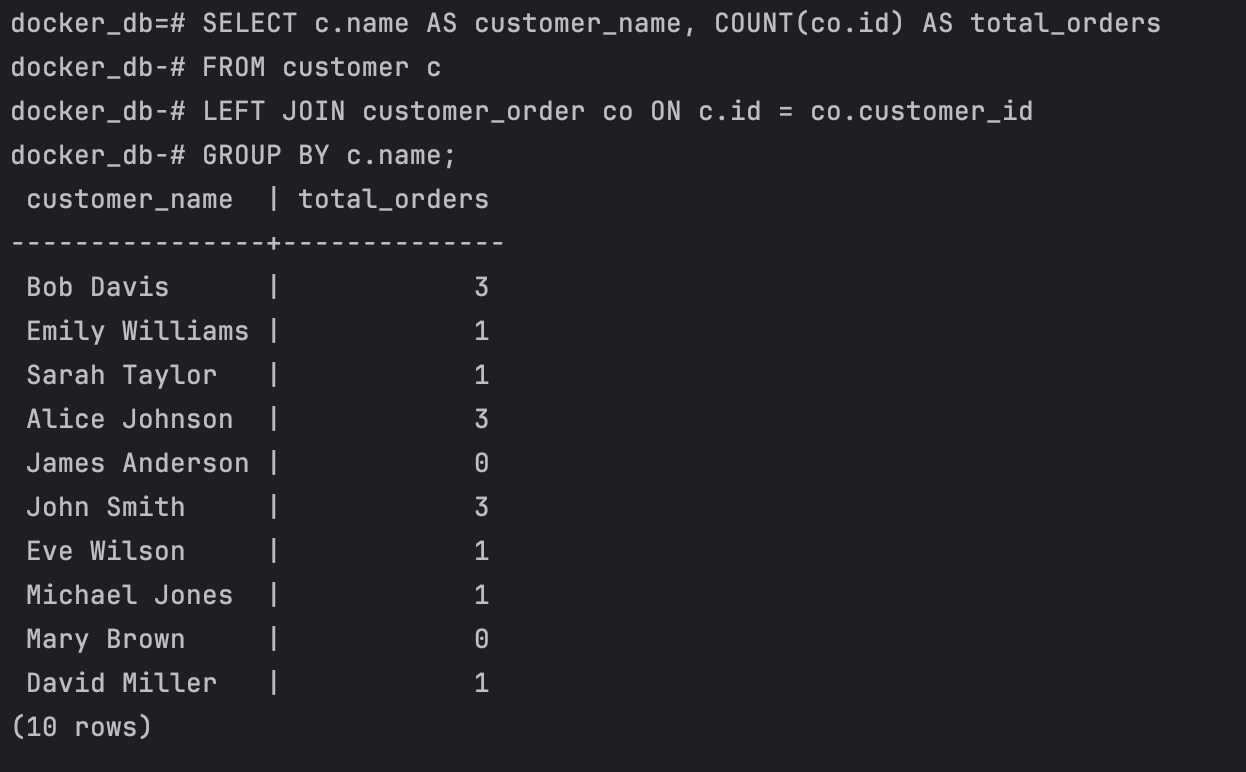 docker_db=# SELECT c.name AS customer_name, COUNT(co.id) AS total_orders
docker_db-# FROM customer c
docker_db-# LEFT JOIN customer_order co ON c.id = co.customer_id
docker_db-# GROUP BY c.name;
 customer_name  | total_orders
----------------+--------------
 Bob Davis      |            3
 Emily Williams |            1
 Sarah Taylor   |            1
 Alice Johnson  |            3
 James Anderson |            0
 John Smith     |            3
 Eve Wilson     |            1
 Michael Jones  |            1
 Mary Brown     |            0
 David Miller   |            1
(10 rows)